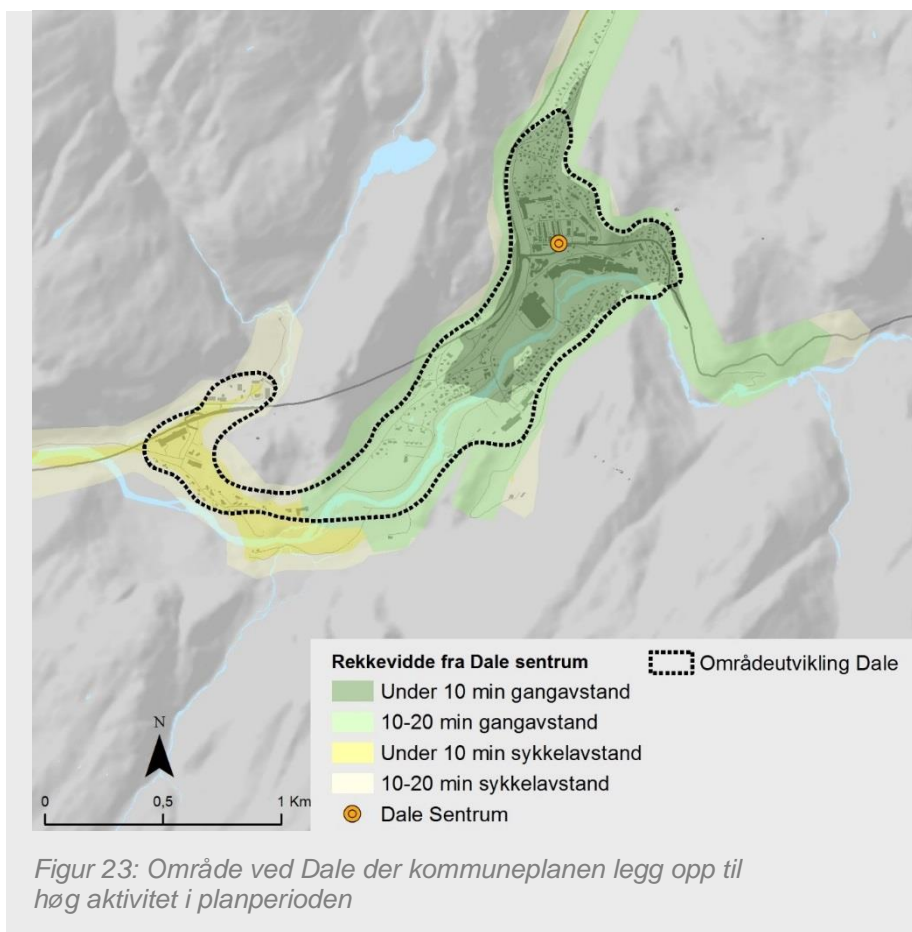 Rekkevidde fra Dale sentrum
Under 10 min gangavstand
10-20 min gangavstand
Under 10 min sykkelavstand
10-20 min sykkelavstand
Dale Sentrum
Områdeutvikling Dale
N
0 0,5 1 Km
Figur 23: Område ved Dale der kommuneplanen legg opp til
høg aktivitet i planperioden